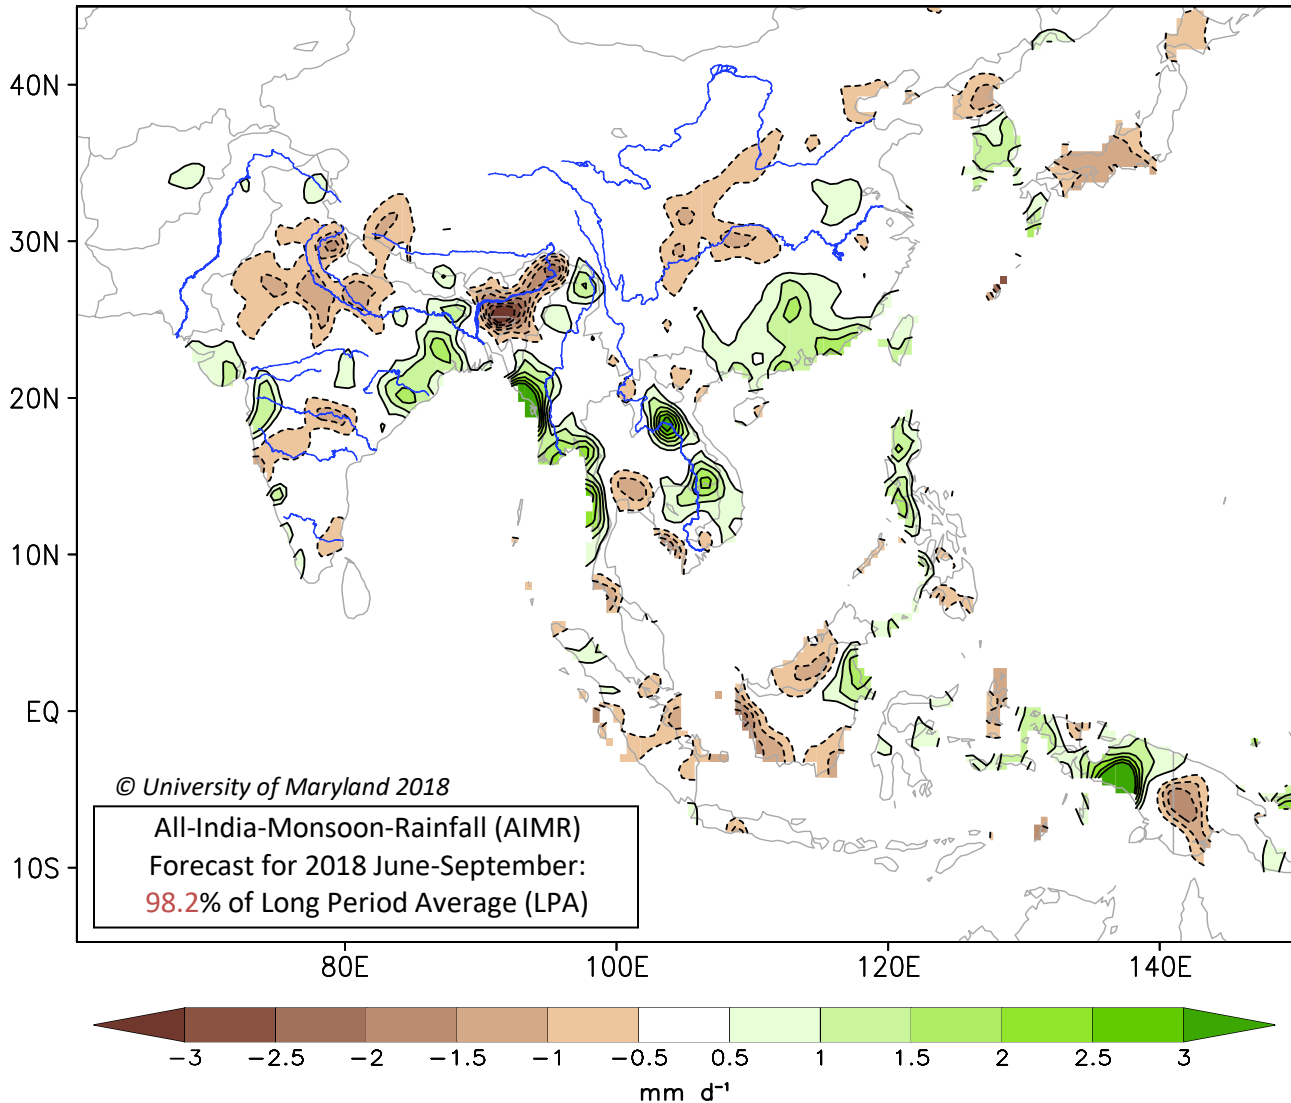 40N
30N
20N
10N
EQ
10S
© University of Maryland 2018
All-India-Monsoon-Rainfall (AIMR)
Forecast for 2018 June-September:
98.2% of Long Period Average (LPA)
80E 100E 120E 140E
−3 −2.5 −2 −1.5 −1 −0.5 0.5 1 1.5 2 2.5 3
mm d⁻¹